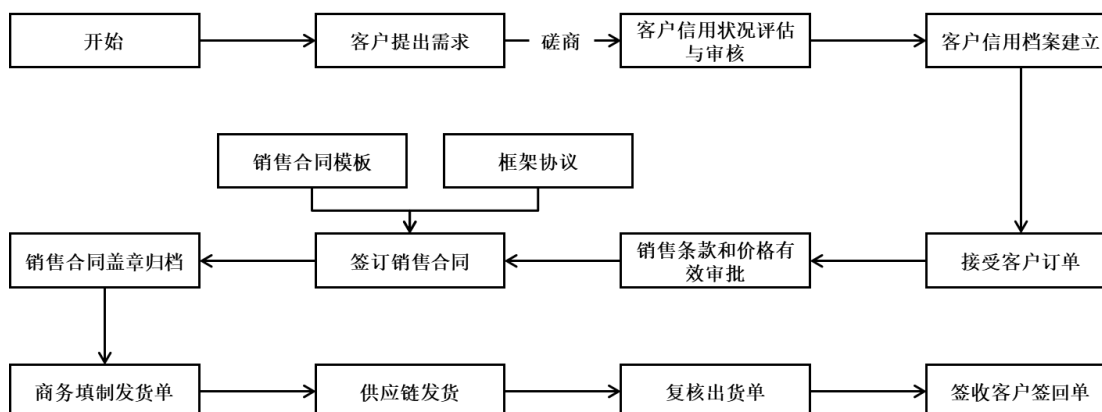 开始
客户提出需求
磋商
客户信用状况评估
与审核
客户信用档案建立
销售合同模板
框架协议
销售合同盖章归档
签订销售合同
销售条款和价格有
效审批
接受客户订单
商务填制发货单
供应链发货
复核出货单
签收客户签回单